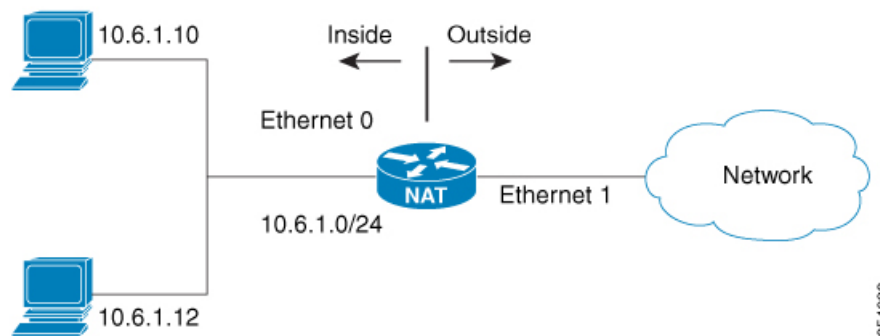 10.6.1.10
Inside
Outside
Ethernet 0
NAT
Ethernet 1
Network
10.6.1.0/24
10.6.1.12